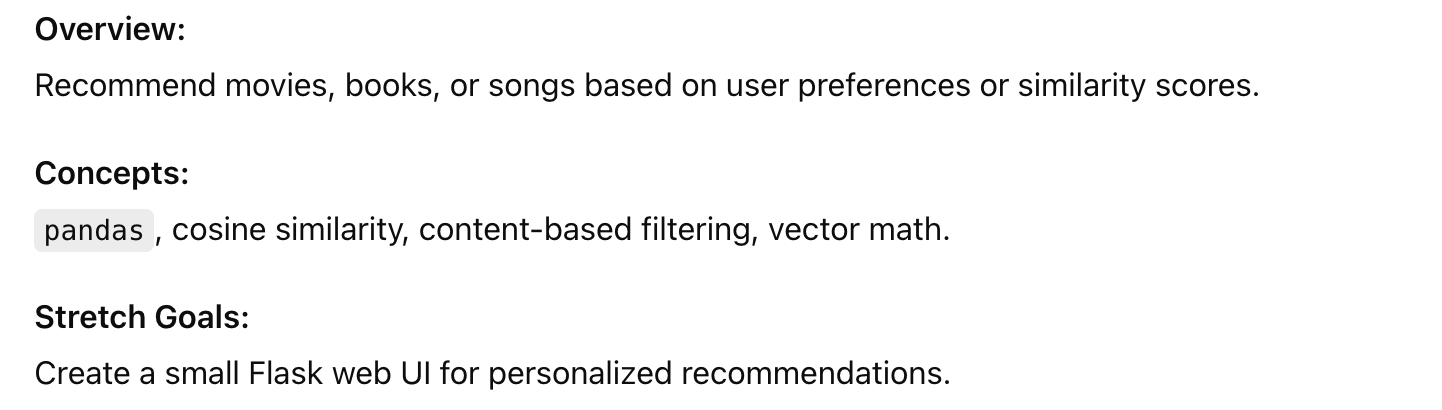 Overview:
Recommend movies, books, or songs based on user preferences or similarity scores.
Concepts:
pandas, cosine similarity, content-based filtering, vector math.
Stretch Goals:
Create a small Flask web UI for personalized recommendations.